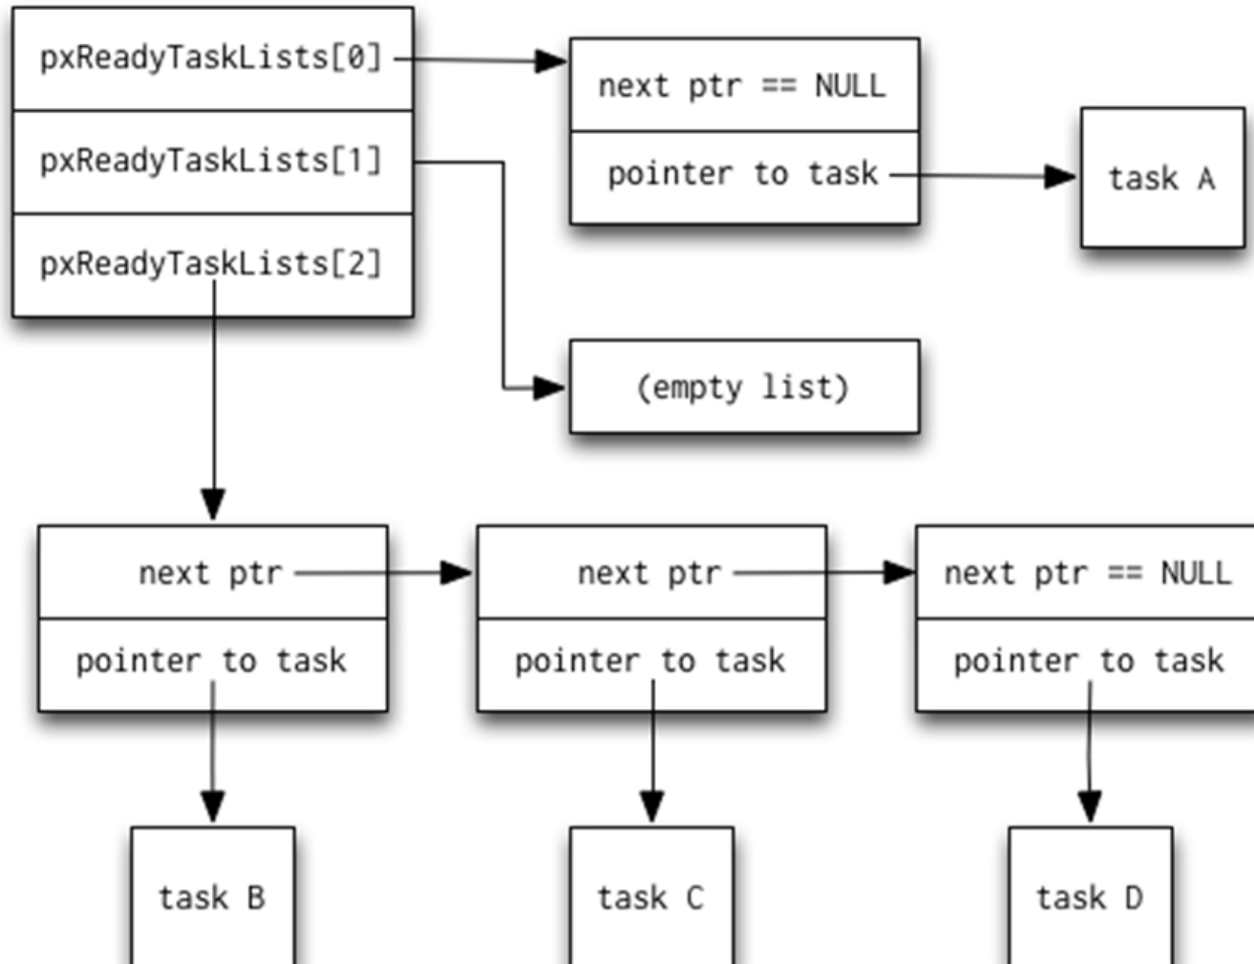 pxReadyTaskLists[0]
pxReadyTaskLists[1]
pxReadyTaskLists[2]
next ptr == NULL
pointer to task
task A
(empty list)
next ptr
pointer to task
next ptr
pointer to task
next ptr == NULL
pointer to task
task B
task C
task D